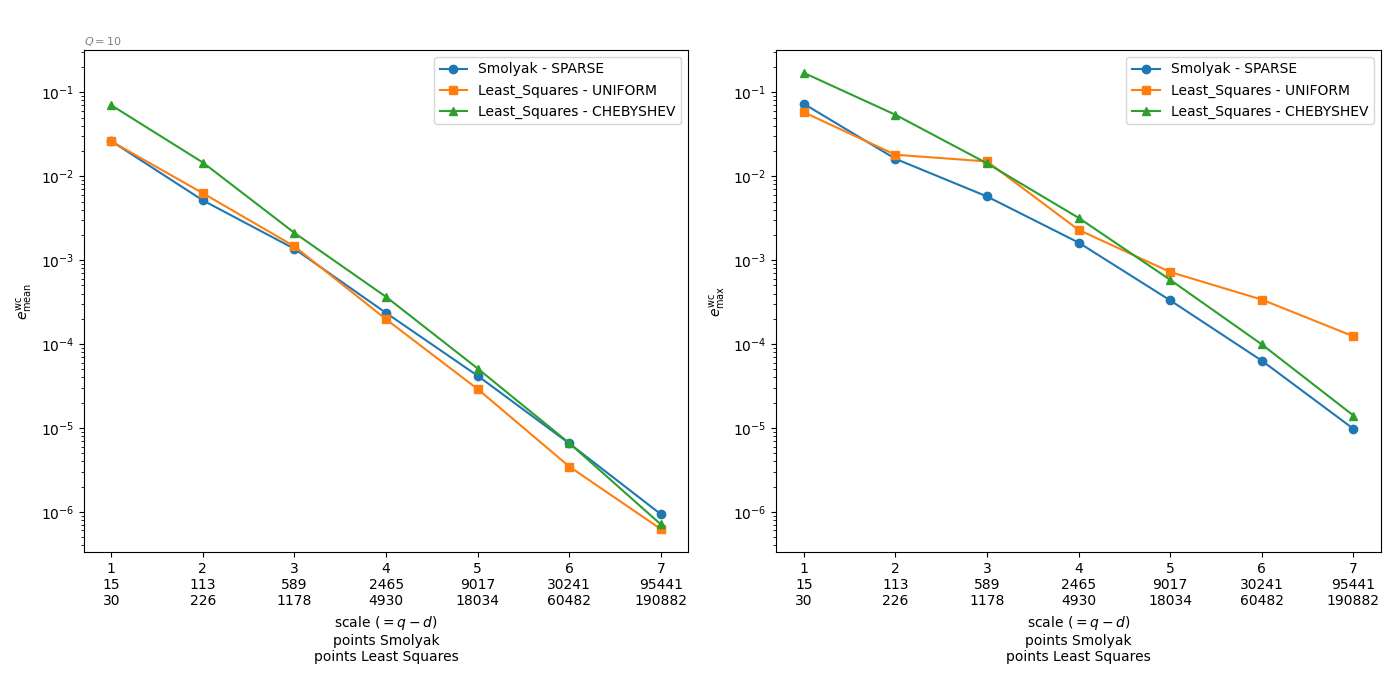 Q = 10
Smolyak - SPARSE
Least_Squares - UNIFORM
Least_Squares - CHEBYSHEV
10⁻¹
10⁻²
10⁻³
10⁻⁴
10⁻⁵
10⁻⁶
e^wc_mean
1 2 3 4 5 6 7
15 113 589 2465 9017 30241 95441
30 226 1178 4930 18034 60482 190882
scale (= q − d)
points Smolyak
points Least Squares
Smolyak - SPARSE
Least_Squares - UNIFORM
Least_Squares - CHEBYSHEV
10⁻¹
10⁻²
10⁻³
10⁻⁴
10⁻⁵
10⁻⁶
e^wc_max
1 2 3 4 5 6 7
15 113 589 2465 9017 30241 95441
30 226 1178 4930 18034 60482 190882
scale (= q − d)
points Smolyak
points Least Squares